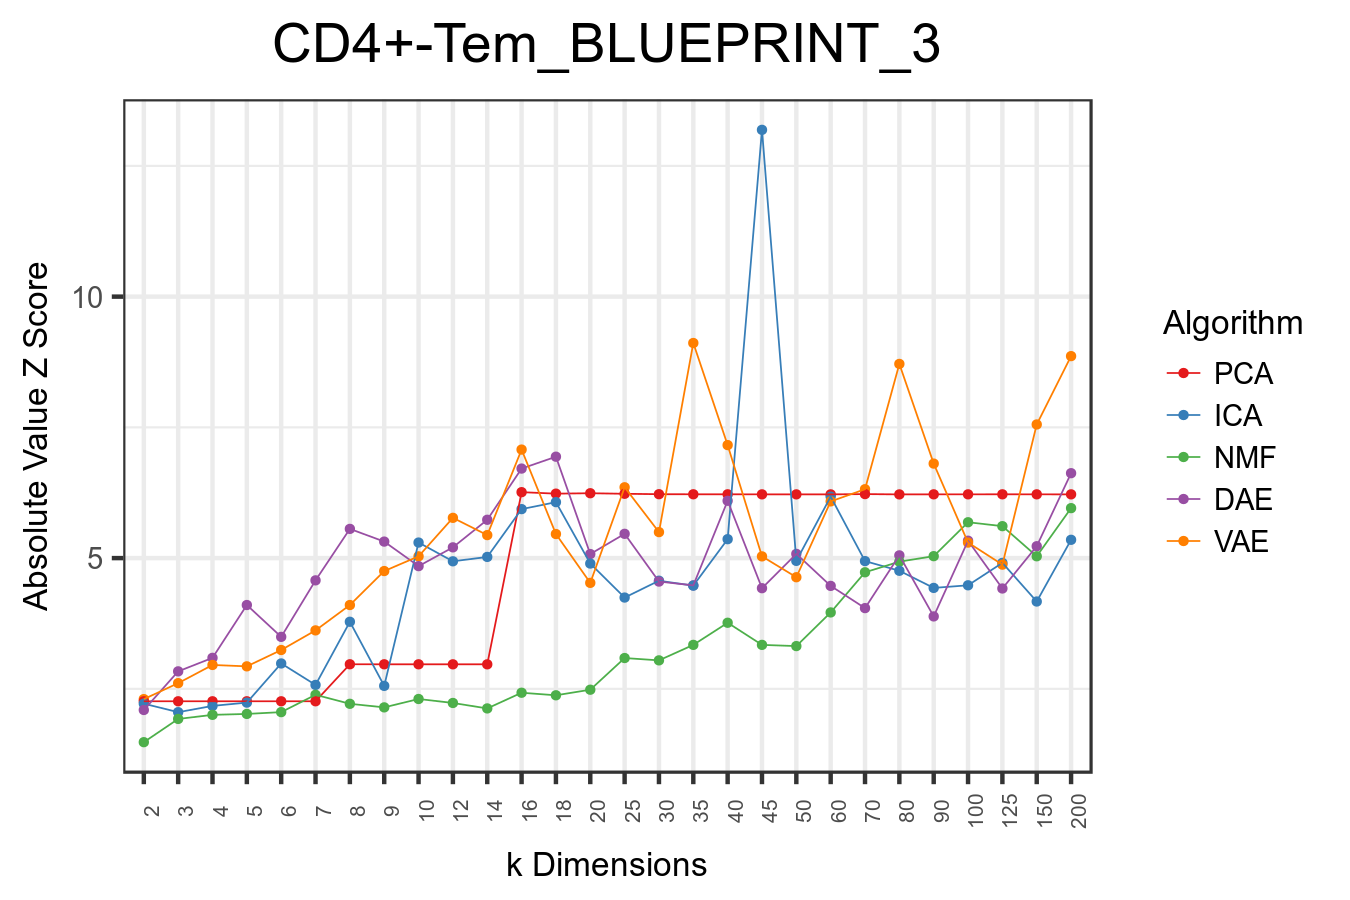 CD4+-Tem_BLUEPRINT_3
Absolute Value Z Score
10
5
2 3 4 5 6 7 8 9 10 12 14 16 18 20 25 30 35 40 45 50 60 70 80 90 100 125 150 200
k Dimensions
Algorithm
PCA
ICA
NMF
DAE
VAE